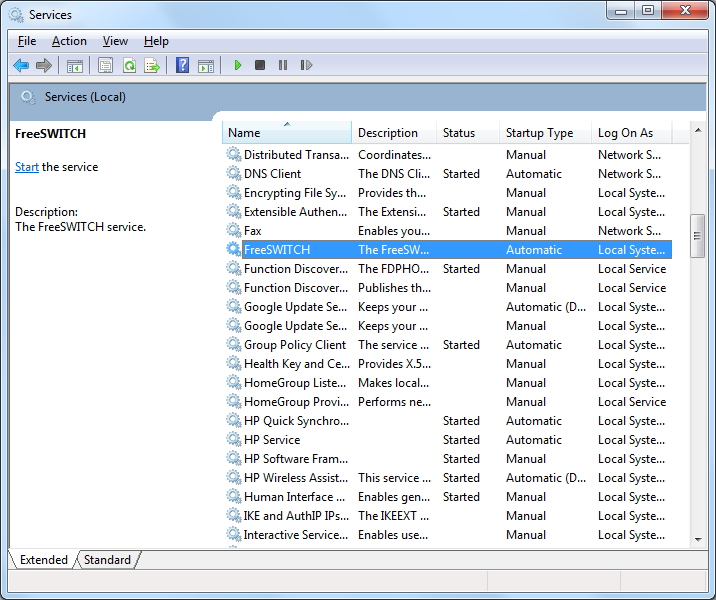 Services
File Action View Help
Services (Local)
FreeSWITCH
Start the service
Description:
The FreeSWITCH service.
Name Description Status Startup Type Log On As
Distributed Transa... Coordinates... Manual Network S...
DNS Client The DNS Cli... Started Automatic Network S...
Encrypting File Sy... Provides th... Manual Local Syste...
Extensible Authen... The Extensi... Started Manual Local Syste...
Fax Enables you... Manual Network S...
FreeSWITCH The FreeSW... Automatic Local Syste...
Function Discover... The FDPHO... Started Manual Local Service
Function Discover... Publishes th... Manual Local Service
Google Update Se... Keeps your ... Automatic (D... Local Syste...
Google Update Se... Keeps your ... Manual Local Syste...
Group Policy Client The service ... Started Automatic Local Syste...
Health Key and Ce... Provides X.5... Manual Local Syste...
HomeGroup Liste... Makes local... Manual Local Syste...
HomeGroup Provi... Performs ne... Manual Local Service
HP Quick Synchro... Started Automatic Local Syste...
HP Service Started Automatic Local Syste...
HP Software Fram... Started Manual Local Syste...
HP Wireless Assist... This service ... Started Automatic (D... Local Syste...
Human Interface ... Enables gen... Started Manual Local Syste...
IKE and AuthIP IPs... The IKEEXT ... Manual Local Syste...
Interactive Service... Enables use... Manual Local Syste...
Extended Standard